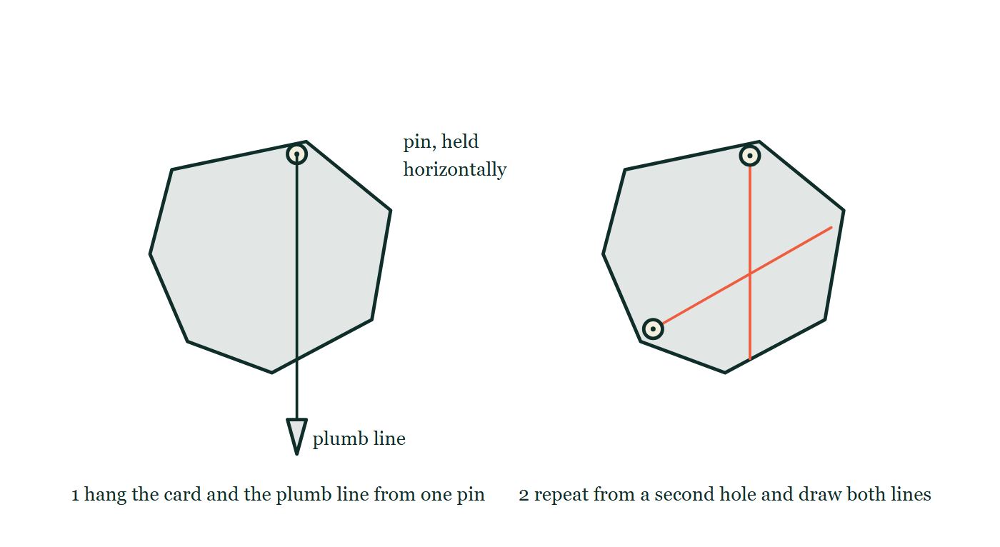 pin, held
horizontally
plumb line
1 hang the card and the plumb line from one pin
2 repeat from a second hole and draw both lines